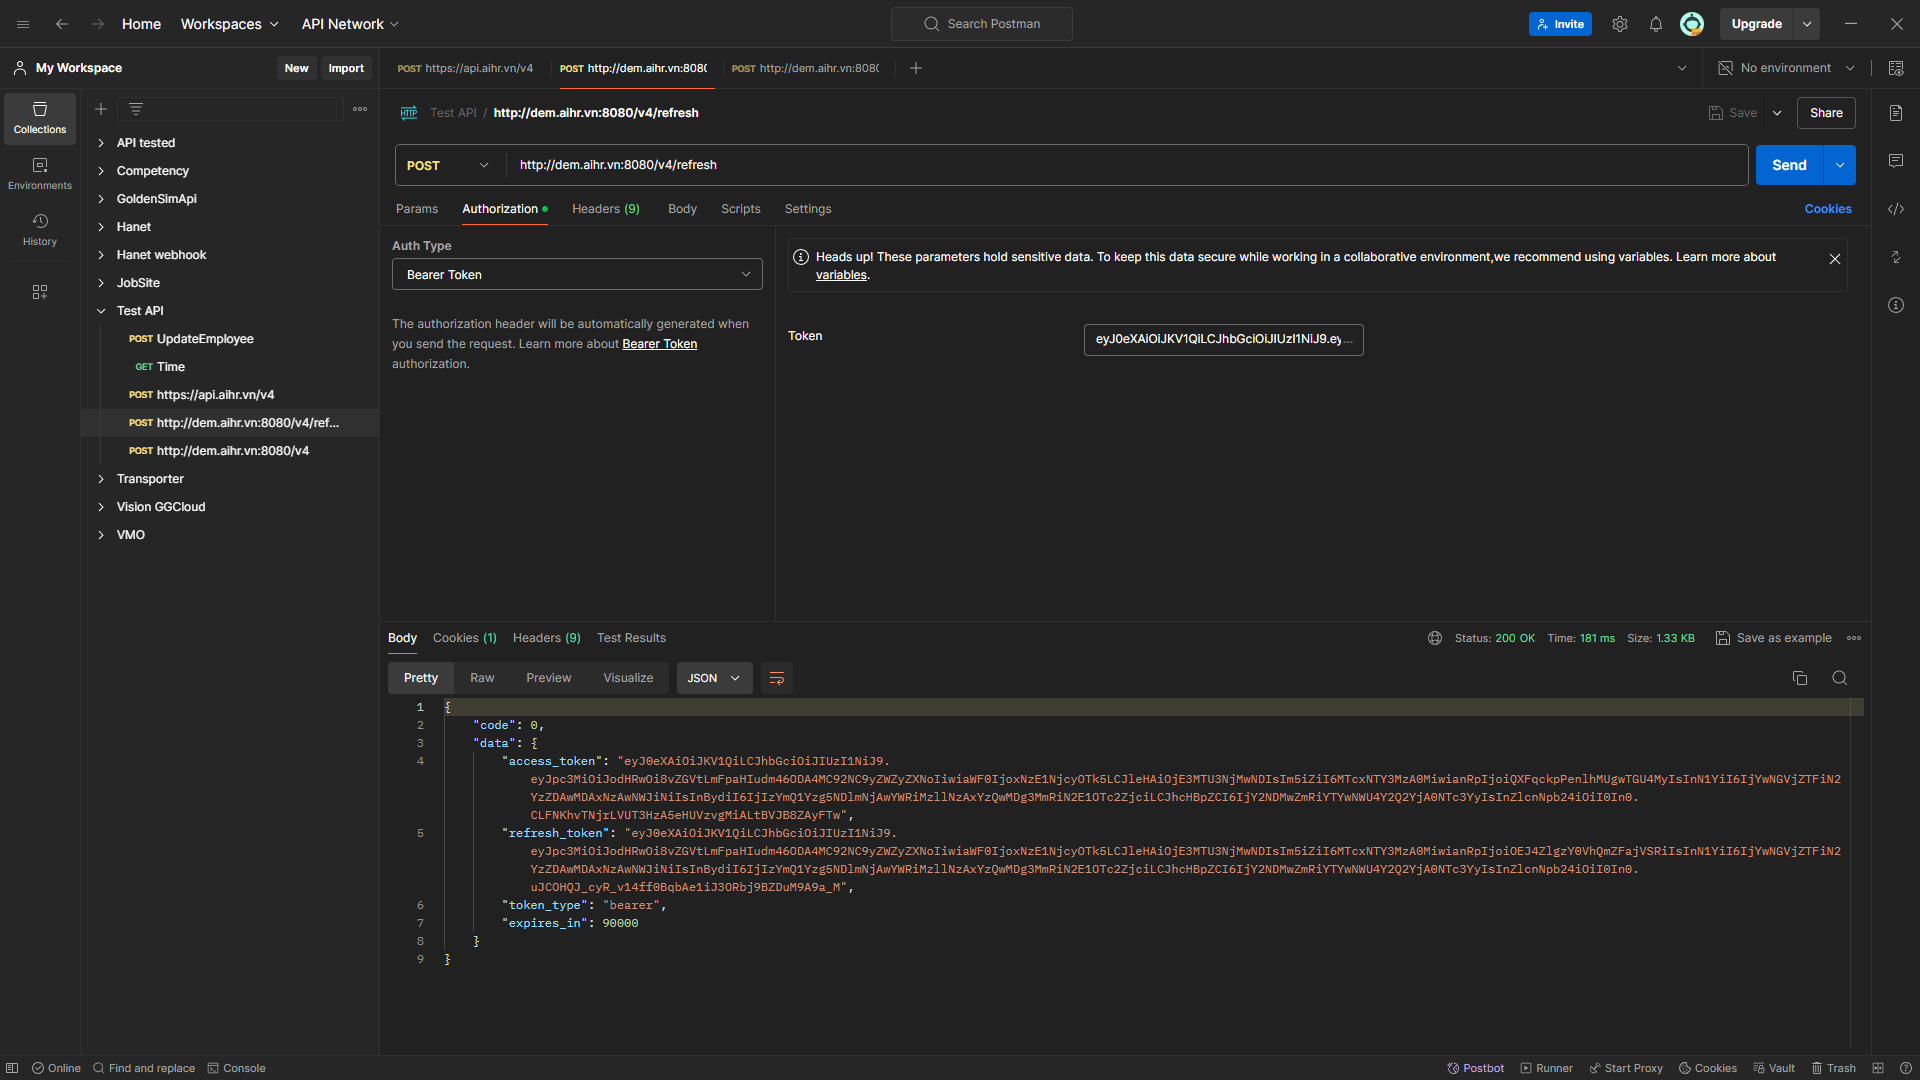 Home
Workspaces
API Network
Search Postman
Invite
Upgrade
My Workspace
New
Import
POST https://api.aihr.vn/v4
POST http://dem.aihr.vn:8080
POST http://dem.aihr.vn:8080
No environment
Collections
Environments
History
API tested
Competency
GoldenSimApi
Hanet
Hanet webhook
JobSite
Test API
POST UpdateEmployee
GET Time
POST https://api.aihr.vn/v4
POST http://dem.aihr.vn:8080/v4/ref...
POST http://dem.aihr.vn:8080/v4
Transporter
Vision GGCloud
VMO
HTTP Test API / http://dem.aihr.vn:8080/v4/refresh
Save
Share
POST
http://dem.aihr.vn:8080/v4/refresh
Send
Params
Authorization
Headers (9)
Body
Scripts
Settings
Cookies
Auth Type
Bearer Token
The authorization header will be automatically generated when
you send the request. Learn more about Bearer Token
authorization.
Heads up! These parameters hold sensitive data. To keep this data secure while working in a collaborative environment,we recommend using variables. Learn more about
variables.
Token
eyJ0eXAiOiJKV1QiLCJhbGciOiJIUzI1NiJ9.ey...
Body
Cookies (1)
Headers (9)
Test Results
Status: 200 OK
Time: 181 ms
Size: 1.33 KB
Save as example
Pretty
Raw
Preview
Visualize
JSON
1 {
2 "code": 0,
3 "data": {
4 "access_token": "eyJ0eXAiOiJKV1QiLCJhbGciOiJIUzI1NiJ9.
5 "refresh_token": "eyJ0eXAiOiJKV1QiLCJhbGciOiJIUzI1NiJ9.
6 "token_type": "bearer",
7 "expires_in": 90000
8 }
9 }
Online
Find and replace
Console
Postbot
Runner
Start Proxy
Cookies
Vault
Trash